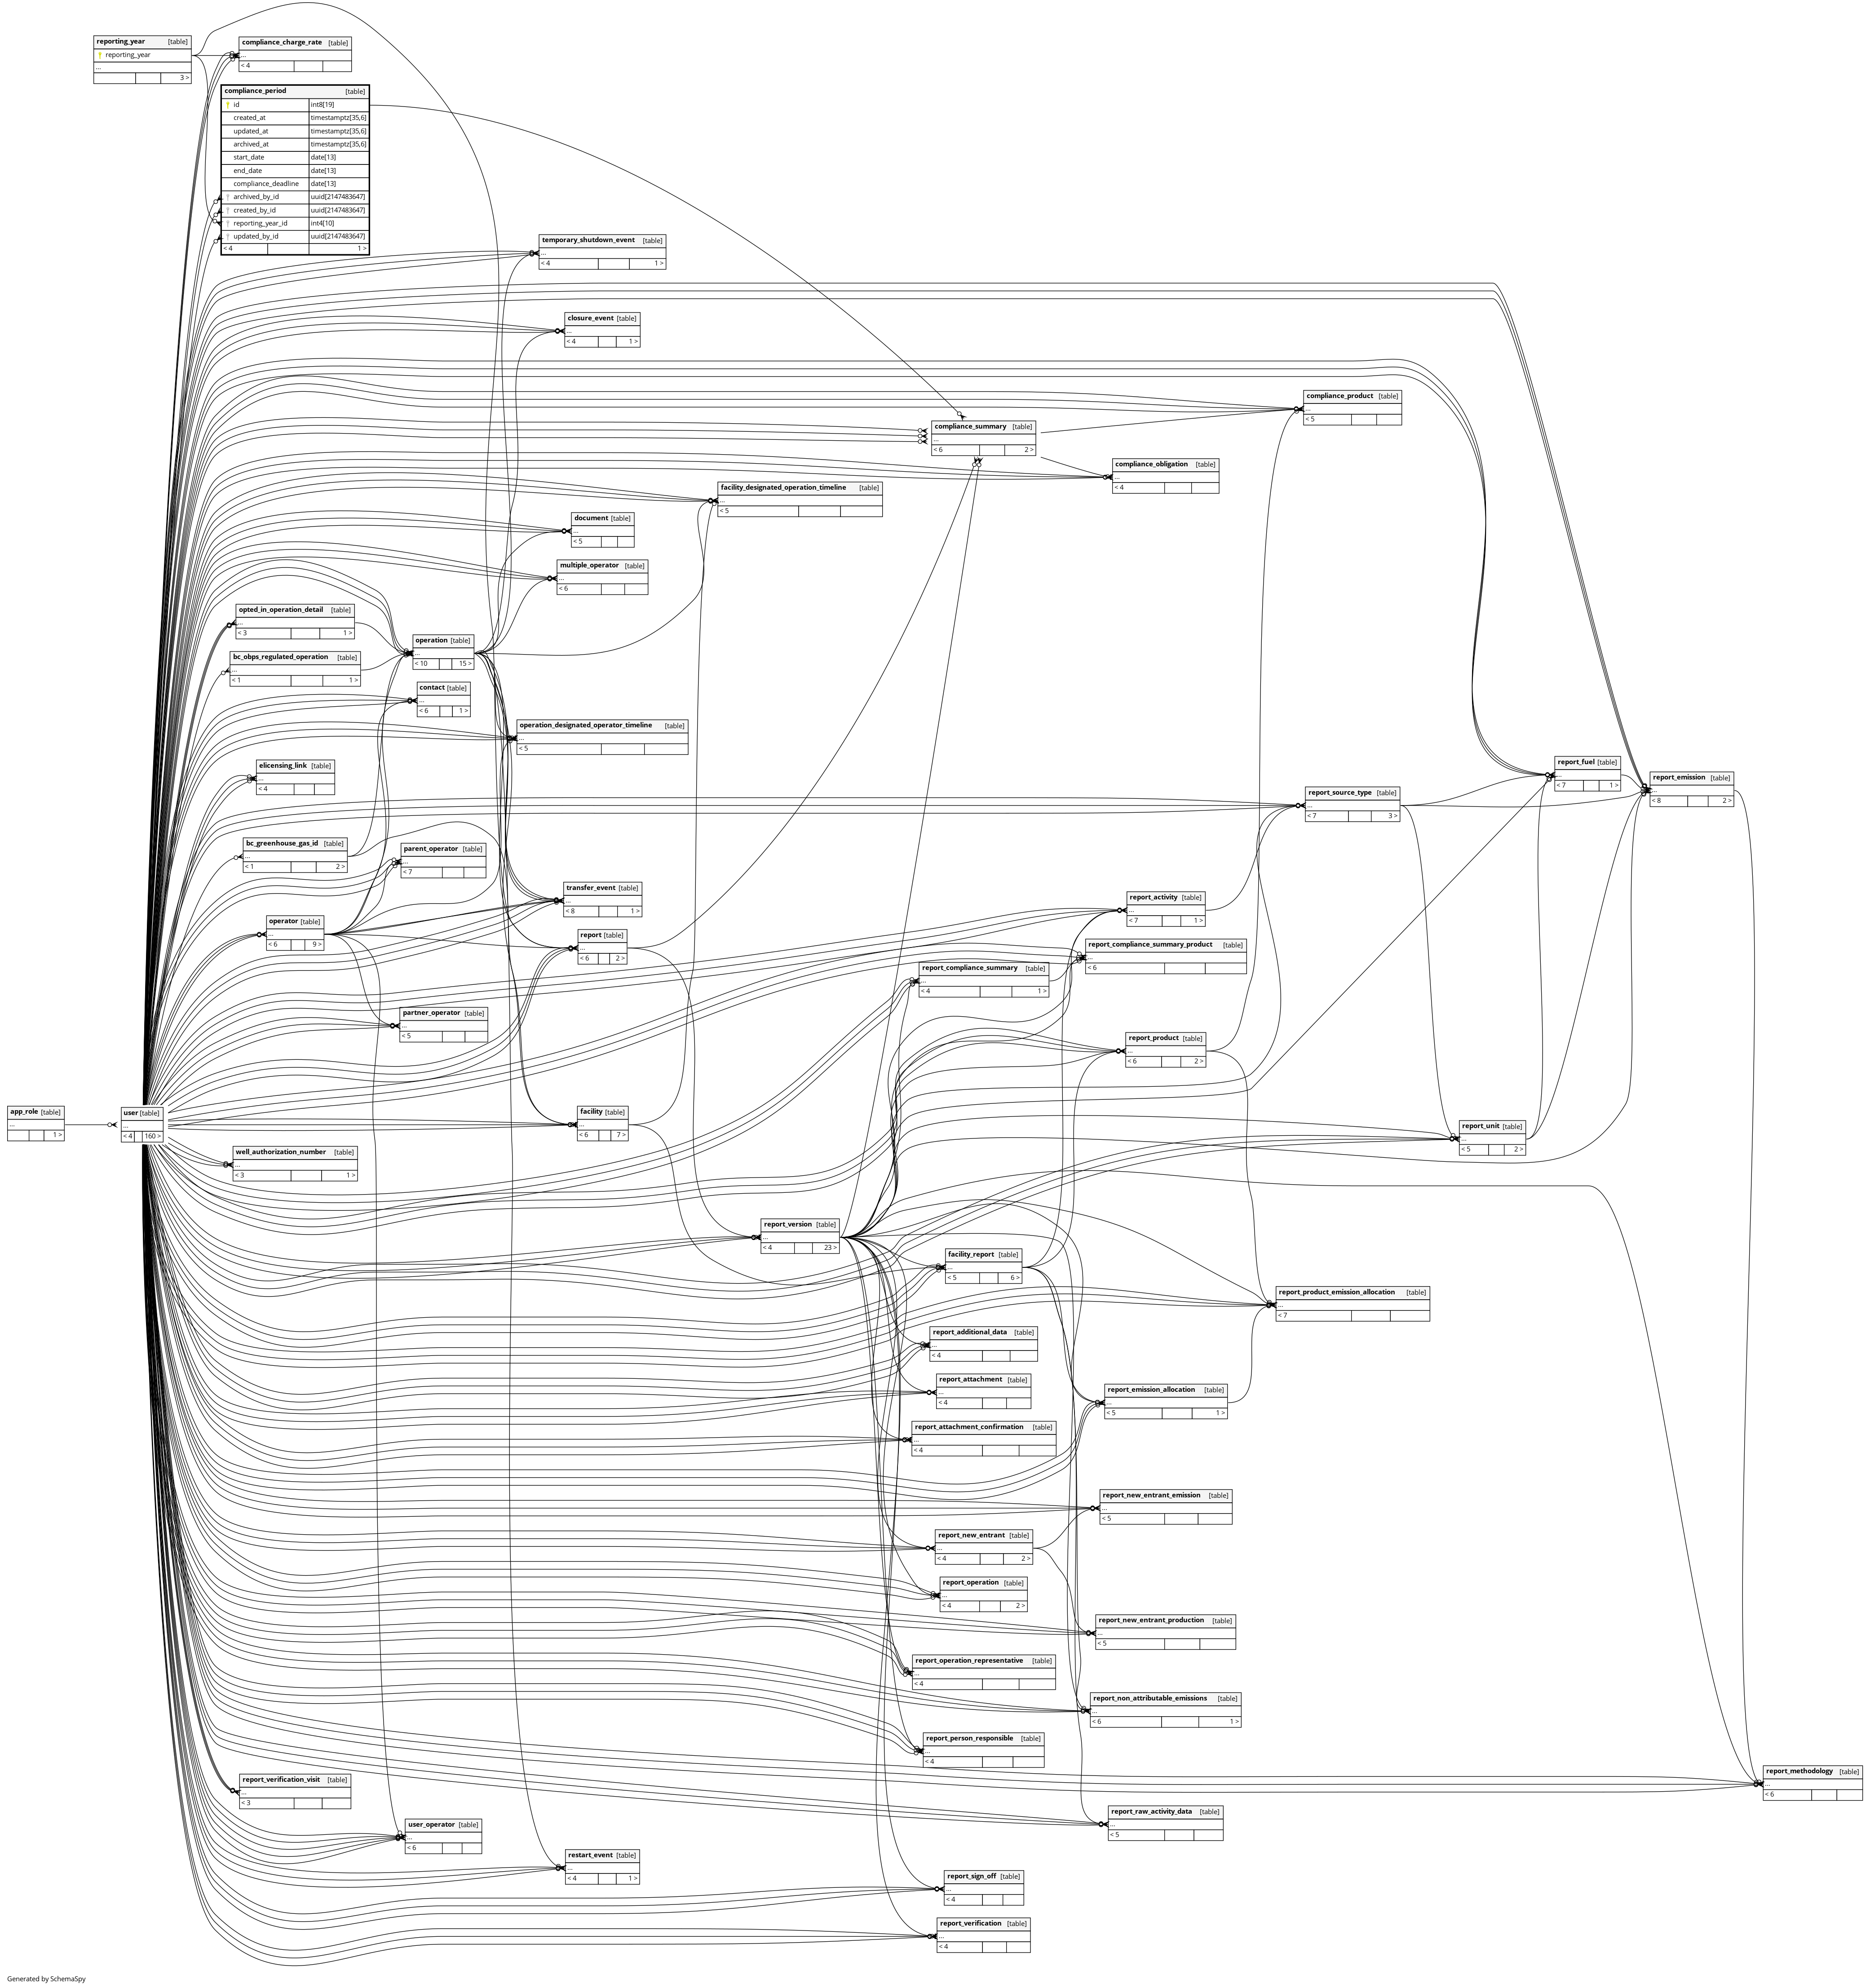 reporting_year [table]
reporting_year
...
3 >
compliance_charge_rate [table]
...
< 4
compliance_period [table]
id int8[19]
created_at timestamptz[35,6]
updated_at timestamptz[35,6]
archived_at timestamptz[35,6]
start_date date[13]
end_date date[13]
compliance_deadline date[13]
archived_by_id uuid[2147483647]
created_by_id uuid[2147483647]
reporting_year_id int4[10]
updated_by_id uuid[2147483647]
< 4 1 >
temporary_shutdown_event [table]
...
< 4 1 >
closure_event [table]
...
< 4 1 >
compliance_product [table]
...
< 5
compliance_summary [table]
...
< 6 2 >
compliance_obligation [table]
...
< 4
facility_designated_operation_timeline [table]
...
< 5
document [table]
...
< 5
multiple_operator [table]
...
< 6
opted_in_operation_detail [table]
...
< 3 1 >
operation [table]
...
< 10 15 >
bc_obps_regulated_operation [table]
...
< 1 1 >
contact [table]
...
< 6 1 >
operation_designated_operator_timeline [table]
...
< 5
elicensing_link [table]
...
< 4
report_fuel [table]
...
< 7 1 >
report_emission [table]
...
< 8 2 >
report_source_type [table]
...
< 7 3 >
bc_greenhouse_gas_id [table]
...
< 1 2 >
parent_operator [table]
...
< 7
transfer_event [table]
...
< 8 1 >
report_activity [table]
...
< 7 1 >
operator [table]
...
< 6 9 >
report [table]
...
< 6 2 >
report_compliance_summary_product [table]
...
< 6
report_compliance_summary [table]
...
< 4 1 >
partner_operator [table]
...
< 5
report_product [table]
...
< 6 2 >
app_role [table]
...
1 >
user [table]
...
< 4 160 >
facility [table]
...
< 6 7 >
report_unit [table]
...
< 5 2 >
well_authorization_number [table]
...
< 3 1 >
report_version [table]
...
< 4 23 >
facility_report [table]
...
< 5 6 >
report_product_emission_allocation [table]
...
< 7
report_additional_data [table]
...
< 4
report_attachment [table]
...
< 4
report_emission_allocation [table]
...
< 5 1 >
report_attachment_confirmation [table]
...
< 4
report_new_entrant_emission [table]
...
< 5
report_new_entrant [table]
...
< 4 2 >
report_operation [table]
...
< 4 2 >
report_new_entrant_production [table]
...
< 5
report_operation_representative [table]
...
< 4
report_non_attributable_emissions [table]
...
< 6 1 >
report_person_responsible [table]
...
< 4
report_methodology [table]
...
< 6
report_verification_visit [table]
...
< 3
report_raw_activity_data [table]
...
< 5
user_operator [table]
...
< 6
restart_event [table]
...
< 4 1 >
report_sign_off [table]
...
< 4
report_verification [table]
...
< 4
Generated by SchemaSpy